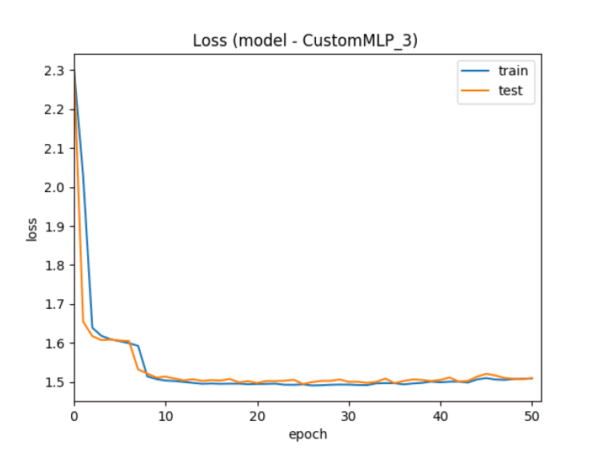 Loss (model - CustomMLP_3)
train
test
2.3
2.2
2.1
2.0
1.9
1.8
1.7
1.6
1.5
loss
0 10 20 30 40 50
epoch